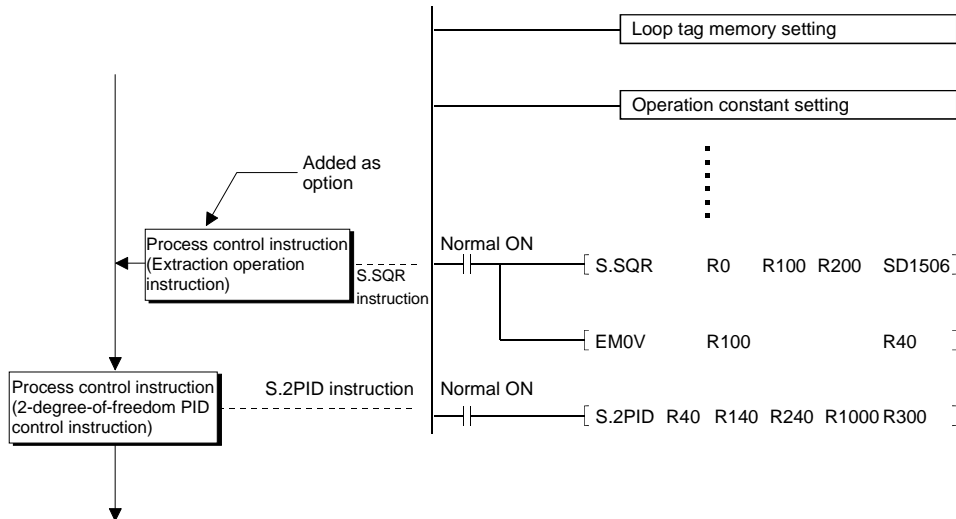 Loop tag memory setting
Operation constant setting
Added as
option
Process control instruction
(Extraction operation
instruction)
S.SQR
instruction
Normal ON
S.SQR R0 R100 R200 SD1506
EM0V R100 R40
Process control instruction
(2-degree-of-freedom PID
control instruction)
S.2PID instruction
Normal ON
S.2PID R40 R140 R240 R1000 R300